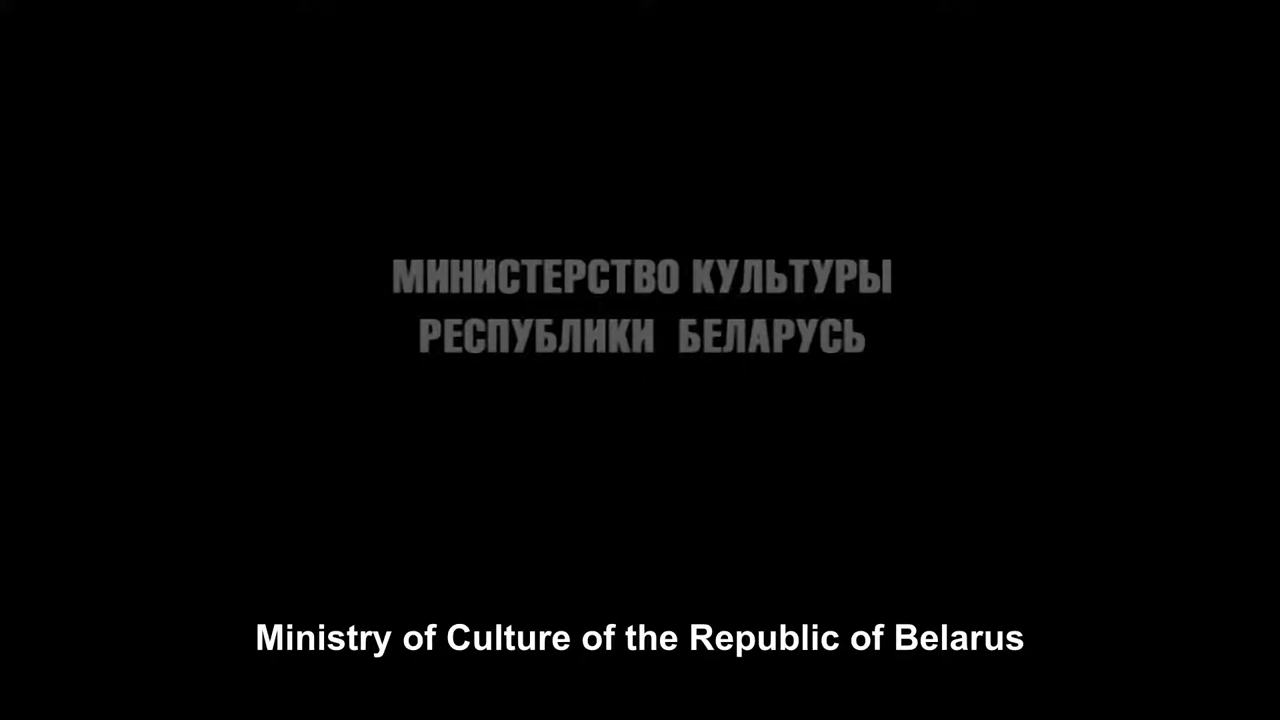 МИНИСТЕРСТВО КУЛЬТУРЫ
РЕСПУБЛИКИ БЕЛАРУСЬ
Ministry of Culture of the Republic of Belarus